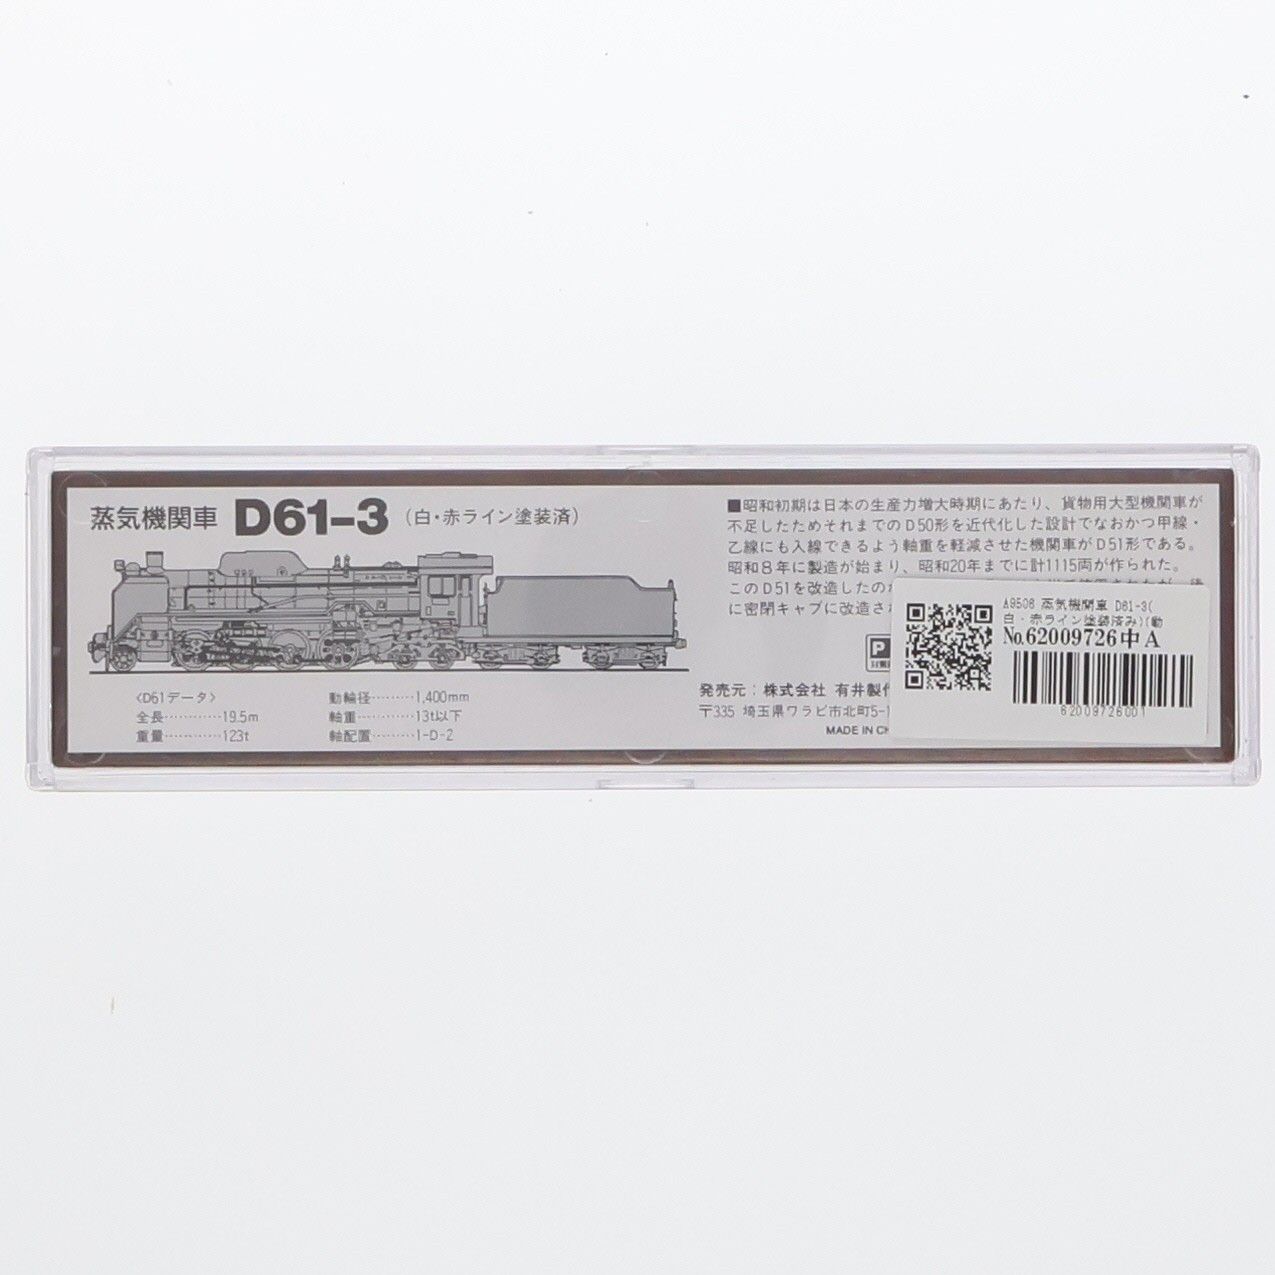 蒸気機関車 D61-3 (白・赤ライン塗装済)
〈D61データ〉
全長…………19.5m
重量…………123t
動輪径………1,400mm
軸重…………13t以下
軸配置………1-D-2
■昭和初期は日本の生産力増大時期にあたり、貨物用大型機関車が
不足したためそれまでのD50形を近代化した設計でなおかつ甲線・
乙線にも入線できるよう軸重を軽減させた機関車がD51形である。
昭和8年に製造が始まり、昭和20年までに計1115両が作られた。
このD51を改造したのが
に密閉キャブに改造さ
P
発売元：株式会社 有井製作
〒335 埼玉県ワラビ市北町5-1
MADE IN CH
A9506 蒸気機関車 D61-3(
白・赤ライン塗装済み)(動
No.62009726中A
62009726001